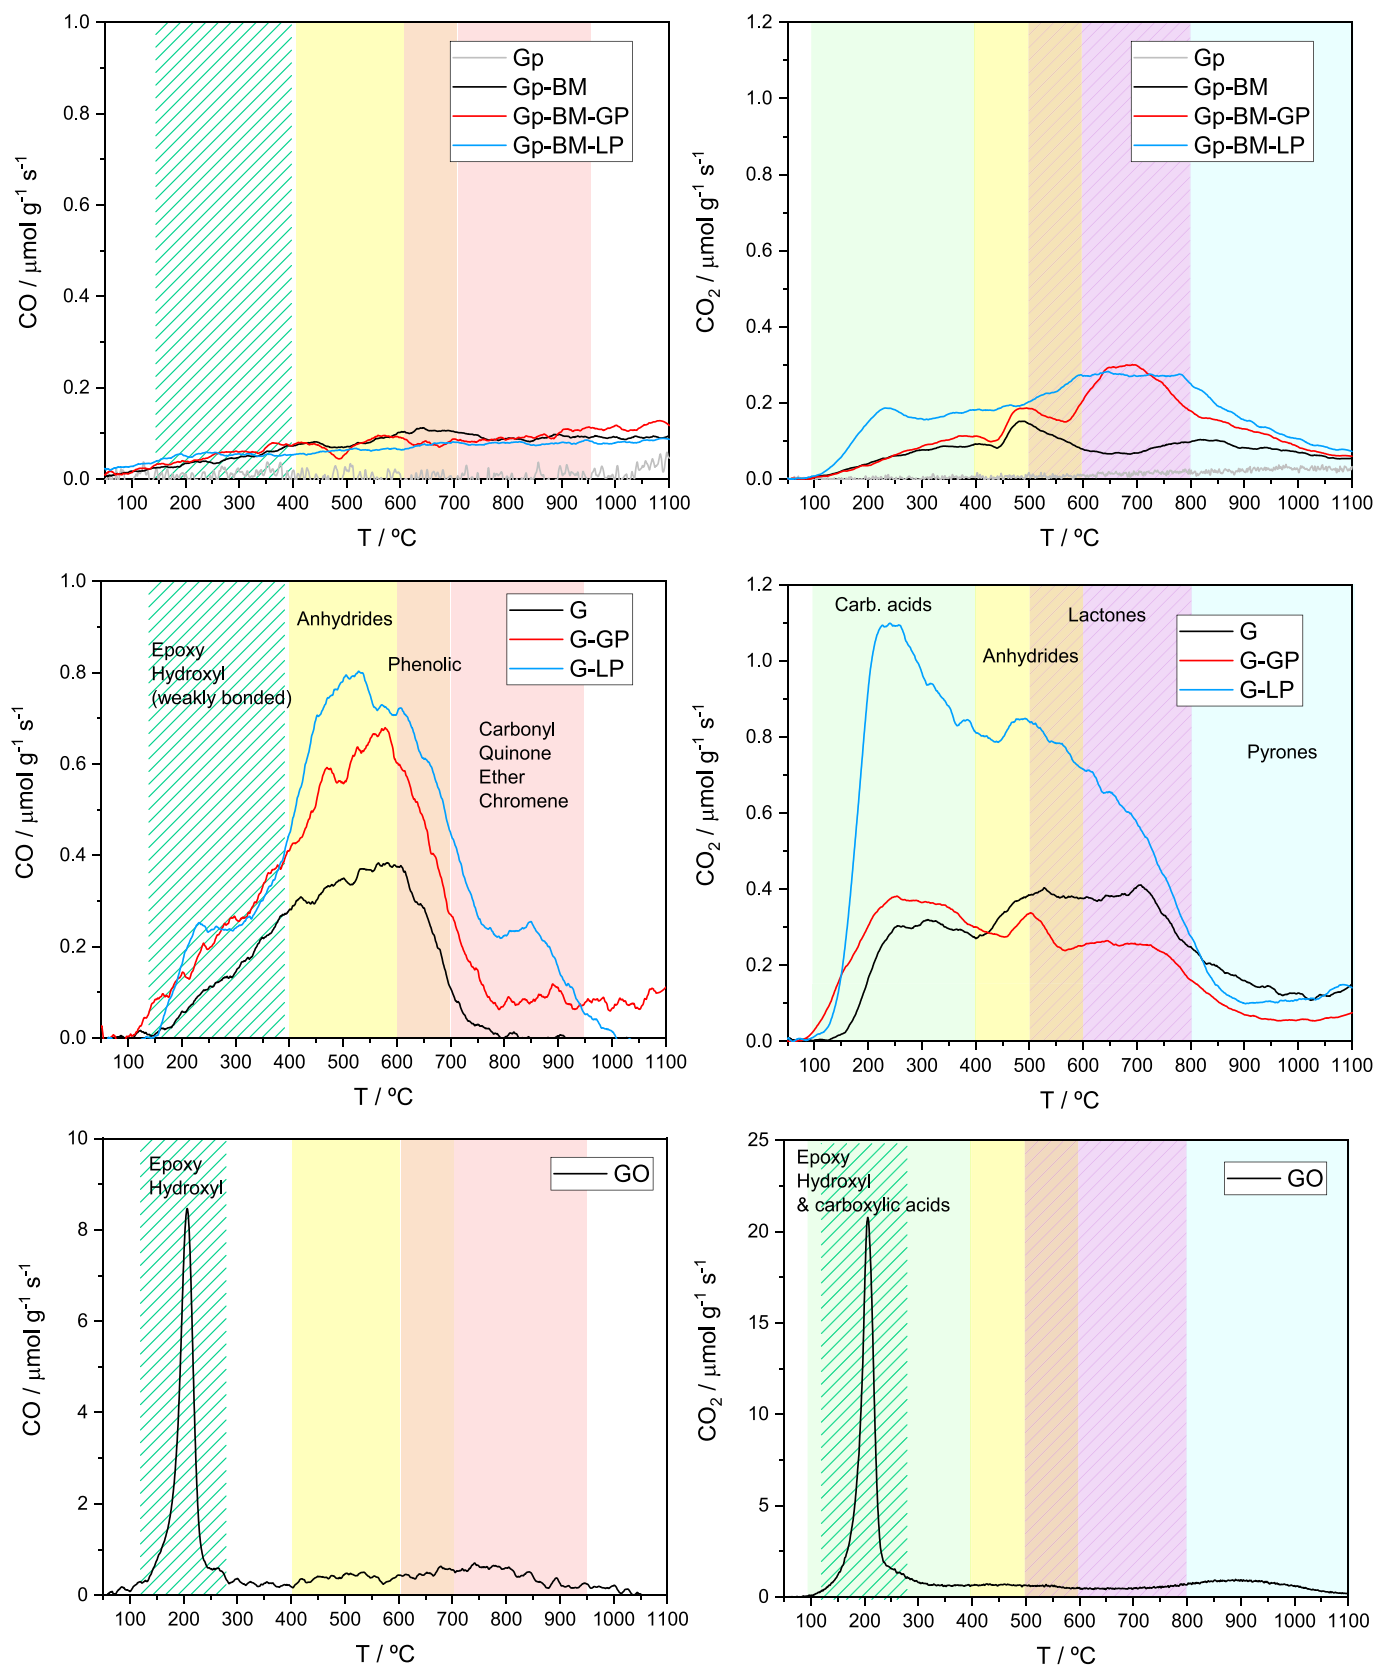 1.0
0.8
0.6
0.4
0.2
0.0
CO / μmol g⁻¹ s⁻¹
Gp
Gp-BM
Gp-BM-GP
Gp-BM-LP
100 200 300 400 500 600 700 800 900 1000 1100
T / ºC
1.2
1.0
0.8
0.6
0.4
0.2
0.0
CO₂ / μmol g⁻¹ s⁻¹
Gp
Gp-BM
Gp-BM-GP
Gp-BM-LP
100 200 300 400 500 600 700 800 900 1000 1100
T / ºC
1.0
0.8
0.6
0.4
0.2
0.0
CO / μmol g⁻¹ s⁻¹
Epoxy
Hydroxyl
(weakly bonded)
Anhydrides
Phenolic
Carbonyl
Quinone
Ether
Chromene
G
G-GP
G-LP
100 200 300 400 500 600 700 800 900 1000 1100
T / ºC
1.2
1.0
0.8
0.6
0.4
0.2
0.0
CO₂ / μmol g⁻¹ s⁻¹
Carb. acids
Anhydrides
Lactones
Pyrones
G
G-GP
G-LP
100 200 300 400 500 600 700 800 900 1000 1100
T / ºC
10
8
6
4
2
0
CO / μmol g⁻¹ s⁻¹
Epoxy
Hydroxyl
GO
100 200 300 400 500 600 700 800 900 1000 1100
T / ºC
25
20
15
10
5
0
CO₂ / μmol g⁻¹ s⁻¹
Epoxy
Hydroxyl
& carboxylic acids
GO
100 200 300 400 500 600 700 800 900 1000 1100
T / ºC